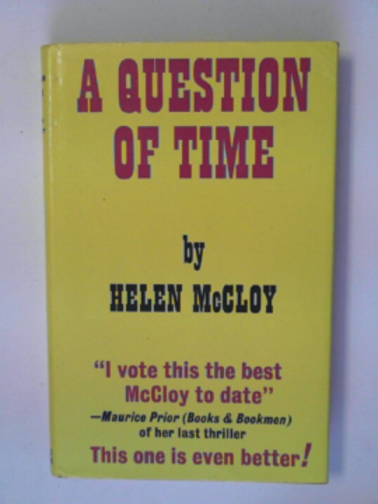 A QUESTION
OF TIME
by
HELEN McCLOY
“I vote this the best
McCloy to date”
—Maurice Prior (Books & Bookmen)
of her last thriller
This one is even better!